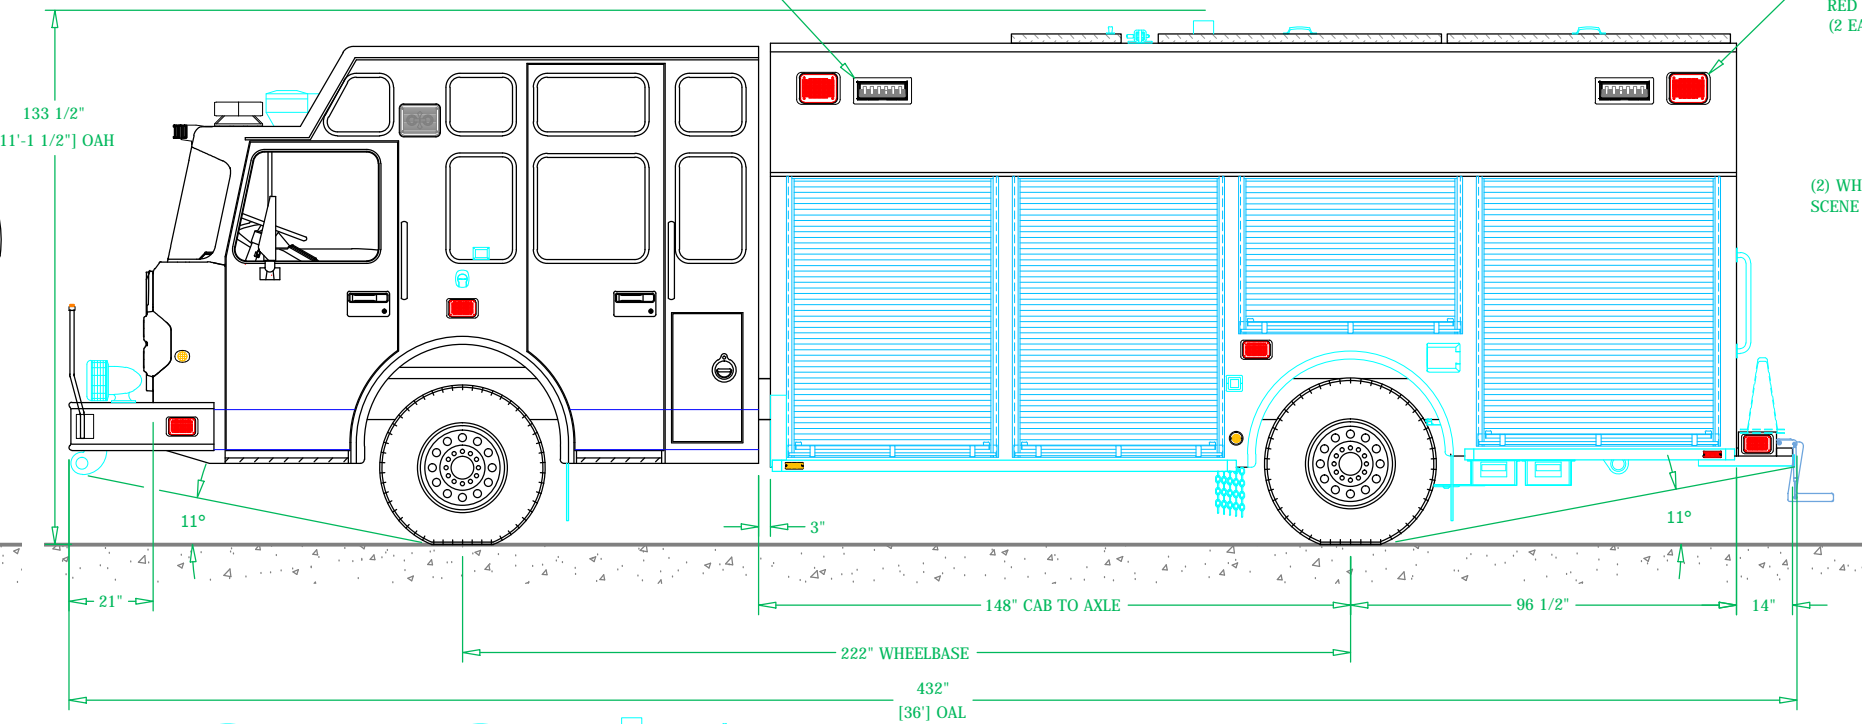 RED
(2 EA
133 1/2"
11'-1 1/2"] OAH
(2) WH
SCENE
11°
3"
11°
21"
148" CAB TO AXLE
96 1/2"
14"
222" WHEELBASE
432"
[36'] OAL